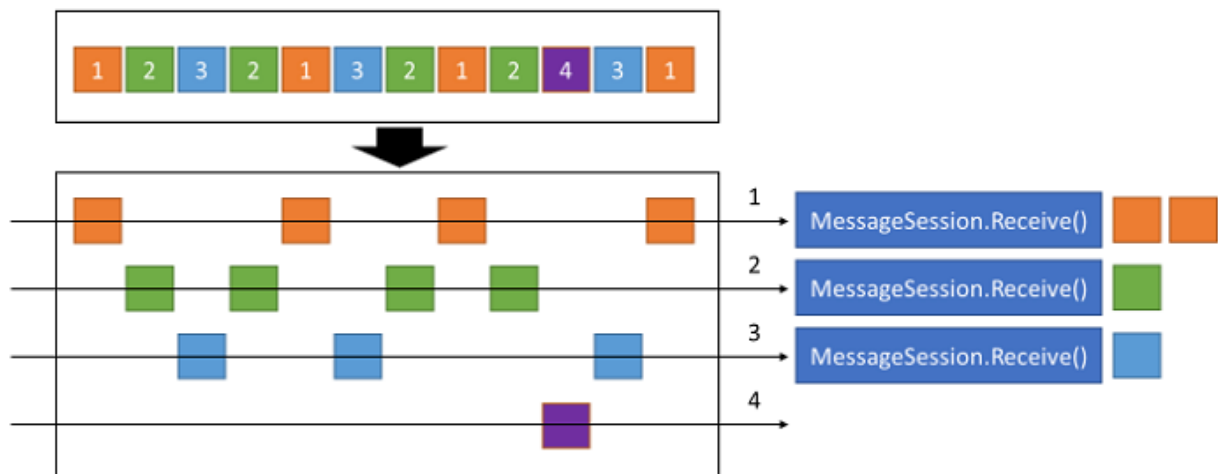 1 2 3 2 1 3 2 1 2 4 3 1
1
MessageSession.Receive()
2
MessageSession.Receive()
3
MessageSession.Receive()
4